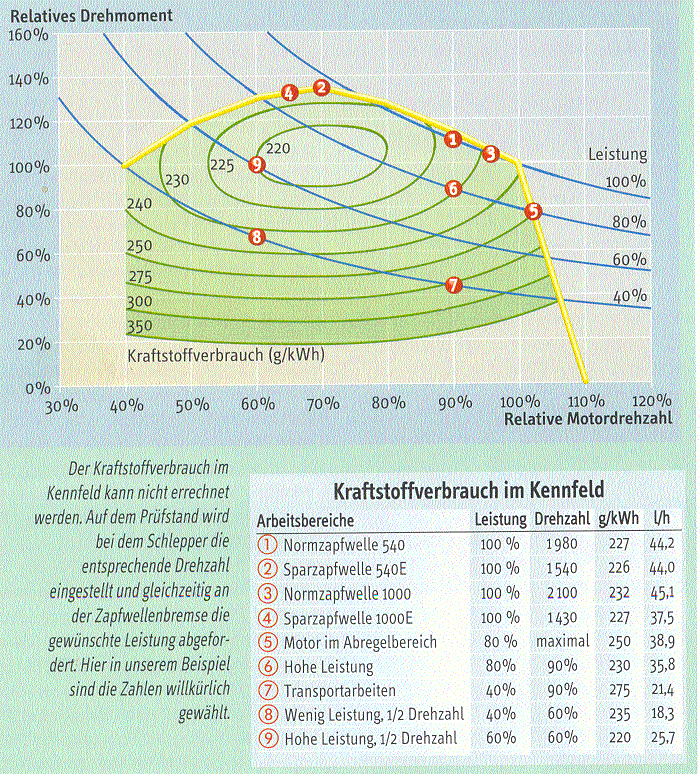 Relatives Drehmoment
160%
140%
120%
100%
80%
60%
40%
20%
0%
30%
40%
50%
60%
70%
80%
90%
100%
110%
120%
Relative Motordrehzahl
Leistung
100%
80%
60%
40%
4
2
1
3
9
6
5
8
7
220
225
230
240
250
275
300
350
Kraftstoffverbrauch (g/kWh)
Der Kraftstoffverbrauch im
Kennfeld kann nicht errechnet
werden. Auf dem Prüfstand wird
bei dem Schlepper die
entsprechende Drehzahl
eingestellt und gleichzeitig an
der Zapfwellenbremse die
gewünschte Leistung abgefor-
dert. Hier in unserem Beispiel
sind die Zahlen willkürlich
gewählt.
Kraftstoffverbrauch im Kennfeld
Arbeitsbereiche Leistung Drehzahl g/kWh l/h
1 Normzapfwelle 540 100 % 1980 227 44,2
2 Sparzapfwelle 540E 100 % 1540 226 44,0
3 Normzapfwelle 1000 100 % 2100 232 45,1
4 Sparzapfwelle 1000E 100 % 1430 227 37,5
5 Motor im Abregelbereich 80 % maximal 250 38,9
6 Hohe Leistung 80% 90% 230 35,8
7 Transportarbeiten 40% 90% 275 21,4
8 Wenig Leistung, 1/2 Drehzahl 40% 60% 235 18,3
9 Hohe Leistung, 1/2 Drehzahl 60% 60% 220 25,7